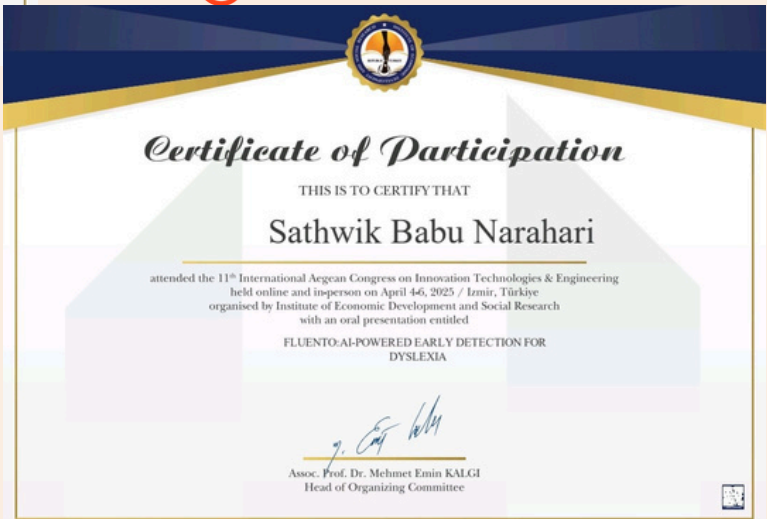 Certificate of Participation
THIS IS TO CERTIFY THAT
Sathwik Babu Narahari
attended the 11th International Aegean Congress on Innovation Technologies & Engineering
held online and in-person on April 4-6, 2025 / Izmir, Türkiye
organised by Institute of Economic Development and Social Research
with an oral presentation entitled
FLUENTO:AI-POWERED EARLY DETECTION FOR
DYSLEXIA
Assoc. Prof. Dr. Mehmet Emin KALGI
Head of Organizing Committee